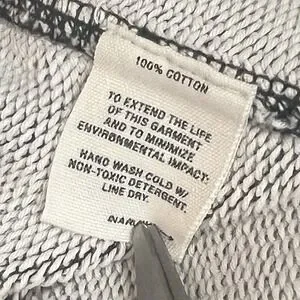 100% COTTON
TO EXTEND THE LIFE
OF THIS GARMENT
AND TO MINIMIZE
ENVIRONMENTAL IMPACT:
HAND WASH COLD W/
NON-TOXIC DETERGENT.
LINE DRY.